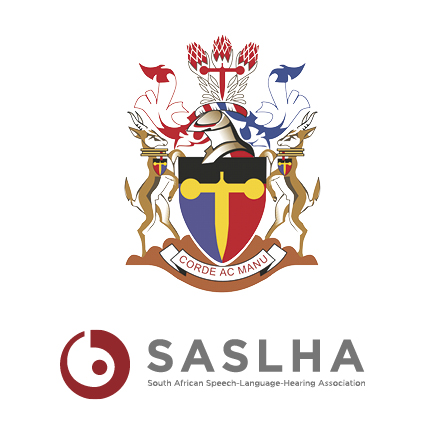 CORDE AC MANU
SASLHA
South African Speech-Language-Hearing Association